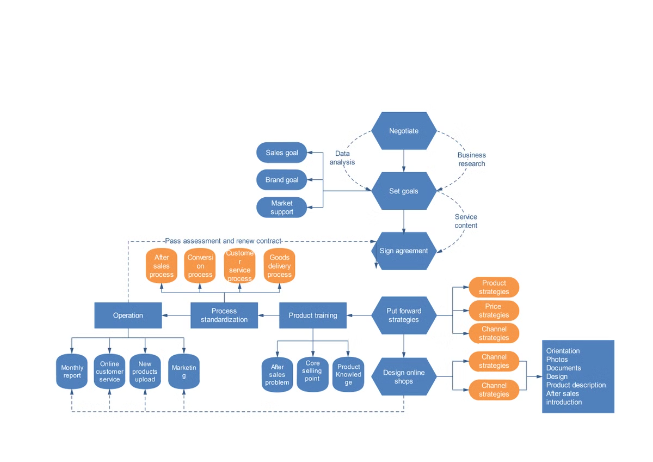 Negotiate
Sales goal
Data
analysis
Business
research
Brand goal
Set goals
Market
support
Service
content
Pass assessment and renew contract
Sign agreement
After
sales
process
Conversi
on
process
Custome
r
service
process
Goods
delivery
process
Product
strategies
Price
strategies
Channel
strategies
Operation
Process
standardization
Product training
Put forward
strategies
Monthly
report
Online
customer
service
New
products
upload
Marketin
g
After
sales
problem
Core
selling
point
Product
Knowled
ge
Design online
shops
Channel
strategies
Channel
strategies
Orientation
Photos
Documents
Design
Product description
After sales
introduction